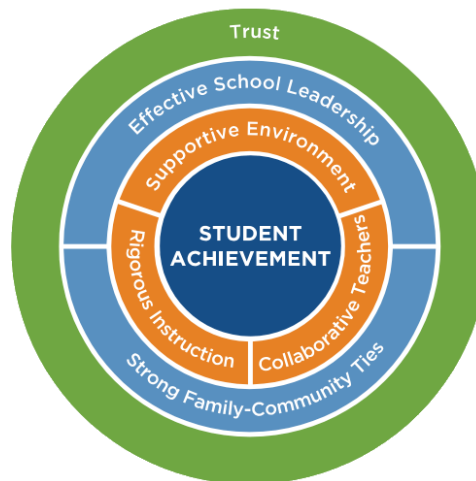 Trust
Effective School Leadership
Supportive Environment
STUDENT
ACHIEVEMENT
Rigorous Instruction
Collaborative Teachers
Strong Family-Community Ties